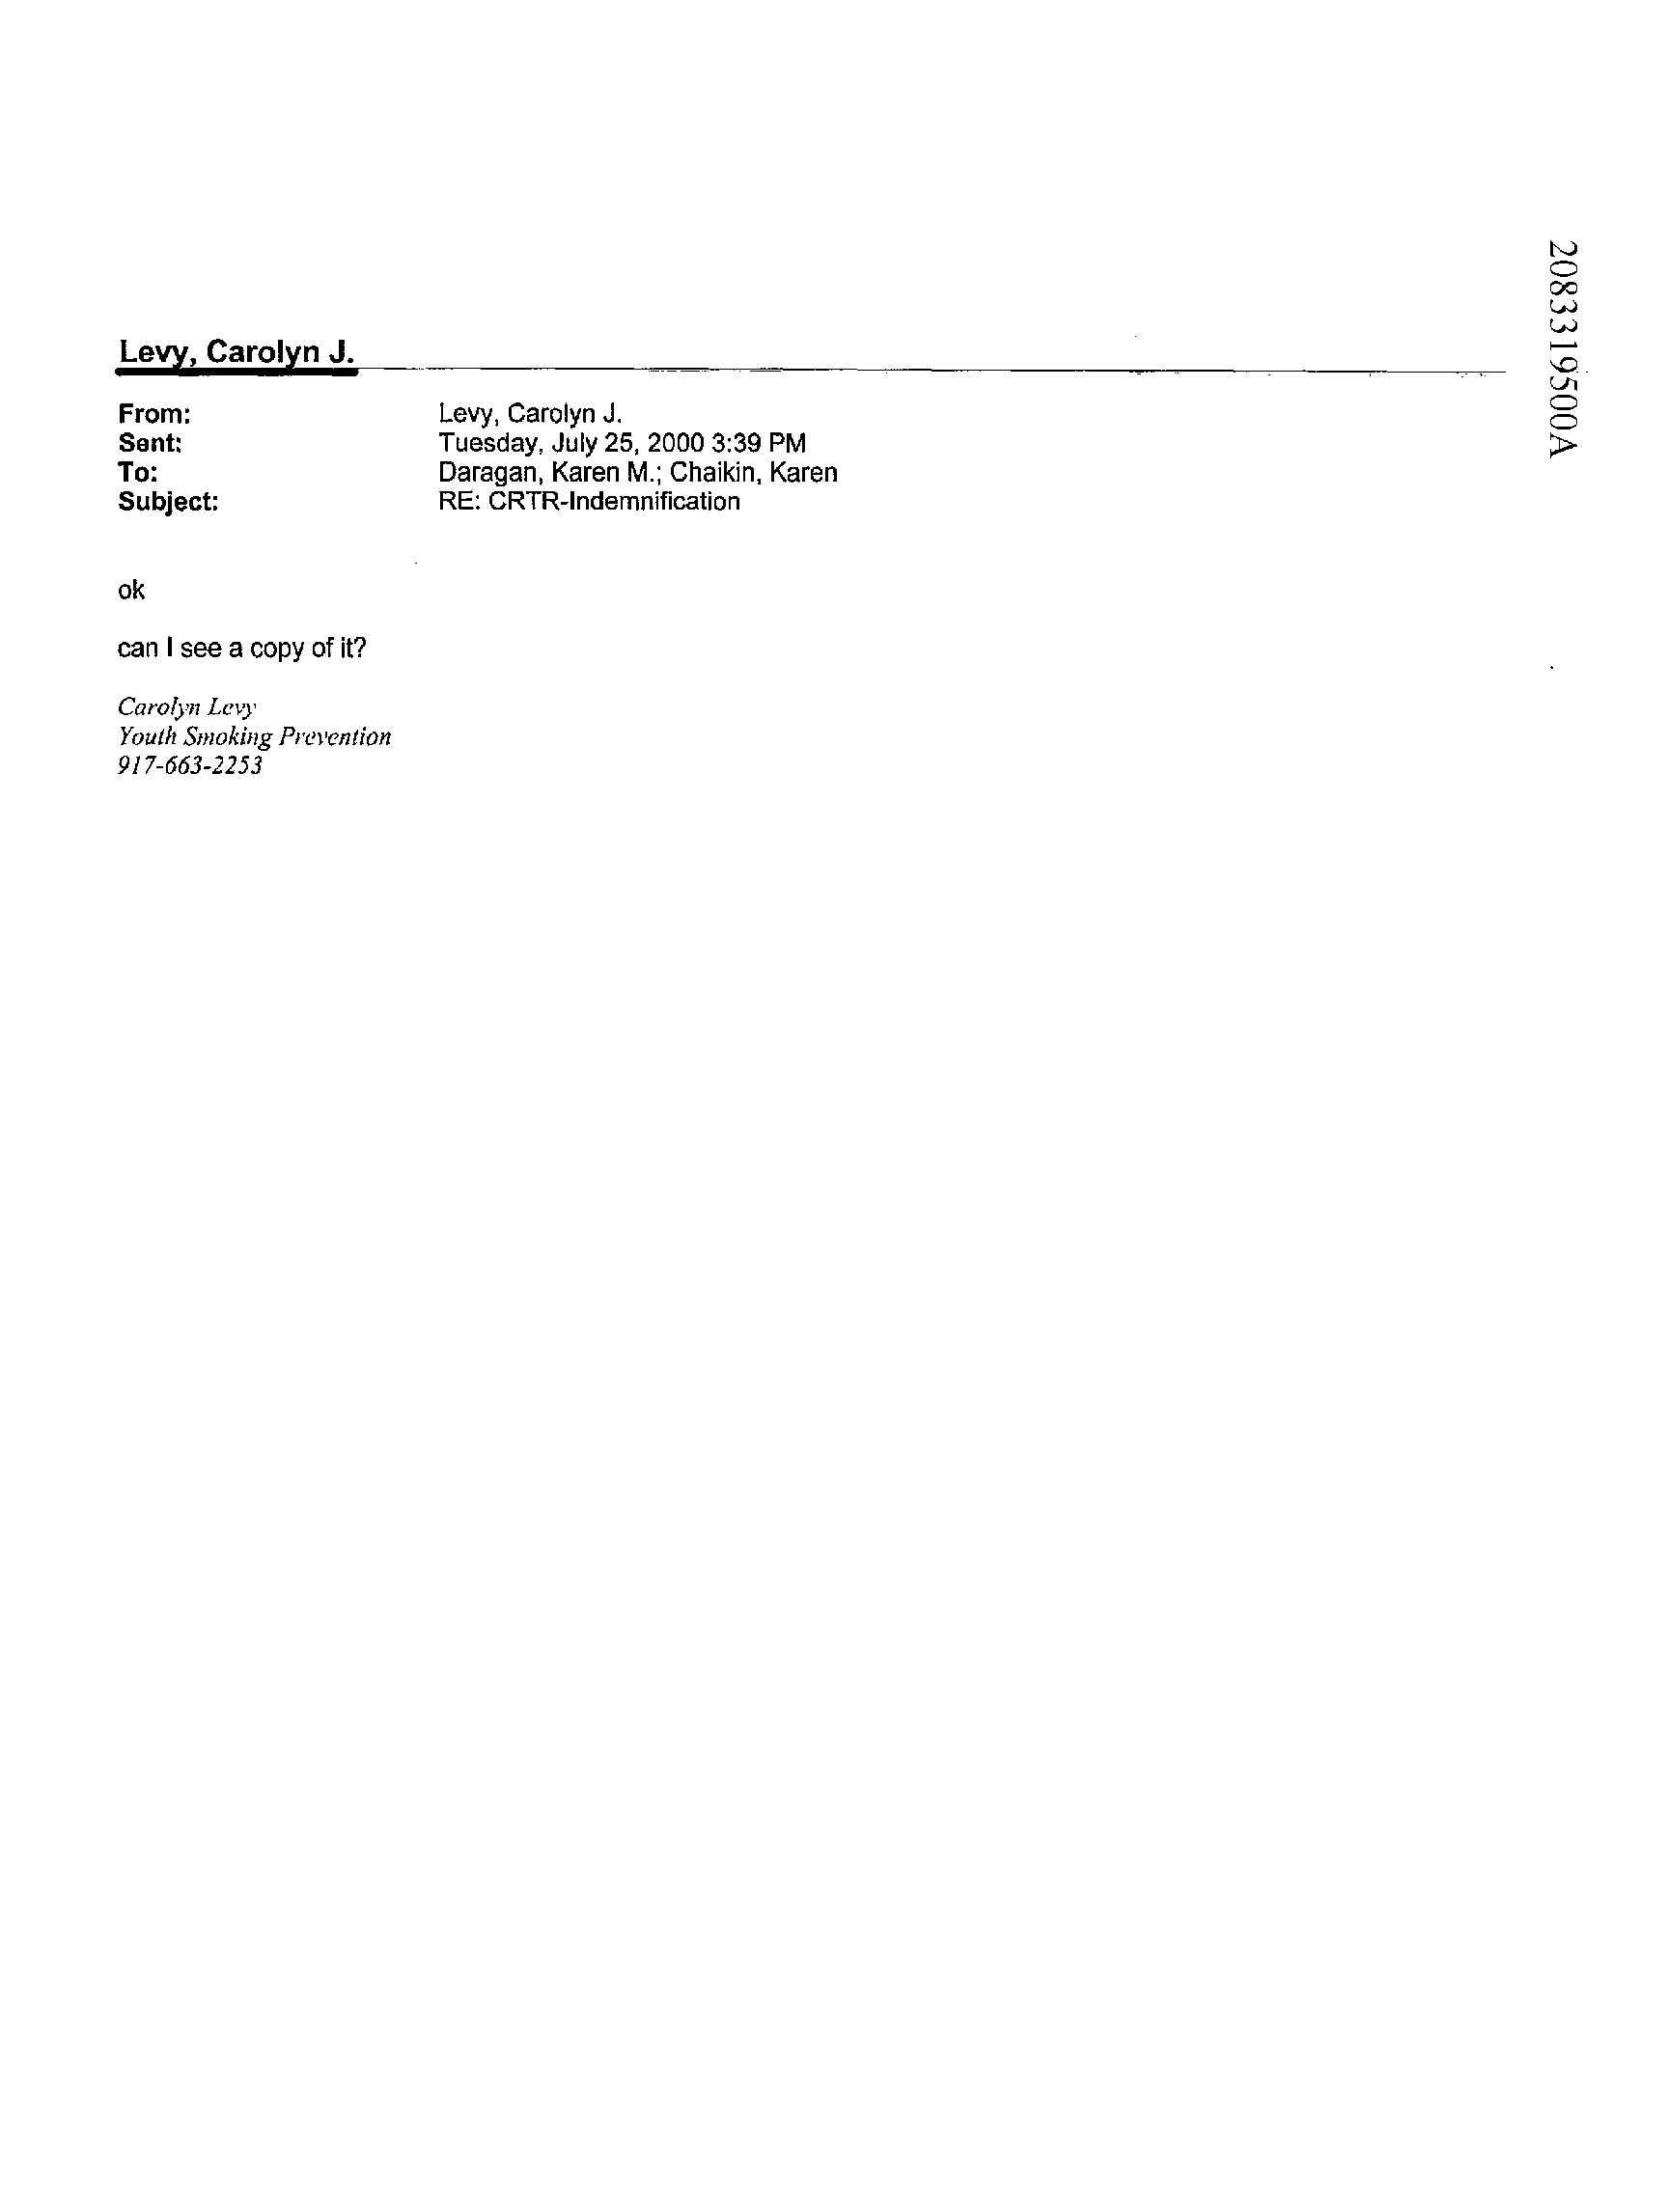 2083319500A
Levy, Carolyn J.
From: Levy, Carolyn J.
Sent: Tuesday, July 25, 2000 3:39 PM
To: Daragan, Karen M.; Chaikin, Karen
Subject: RE: CRTR-Indemnification
ok
can I see a copy of it?
Carolyn Levy
Youth Smoking Prevention
917-663-2253